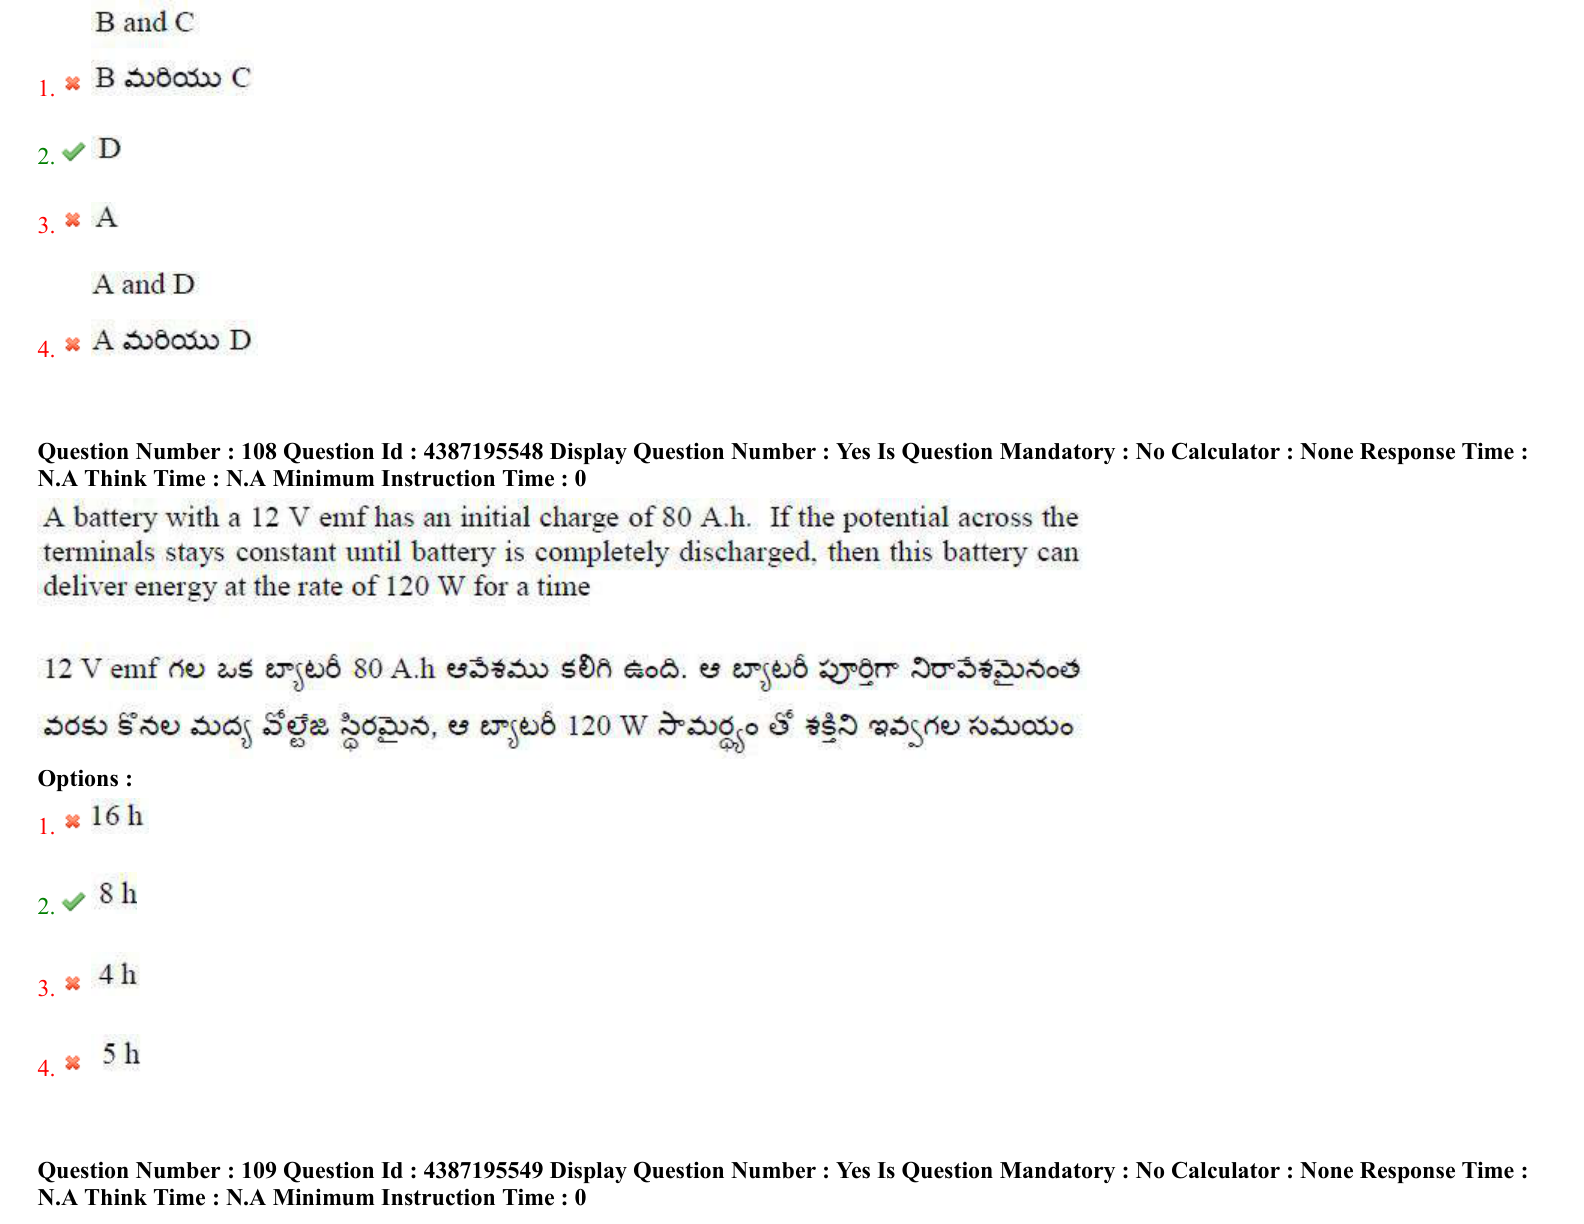 B and C
1. B మరియు C
2. D
3. A
A and D
4. A మరియు D
Question Number : 108 Question Id : 4387195548 Display Question Number : Yes Is Question Mandatory : No Calculator : None Response Time :
N.A Think Time : N.A Minimum Instruction Time : 0
A battery with a 12 V emf has an initial charge of 80 A.h. If the potential across the
terminals stays constant until battery is completely discharged, then this battery can
deliver energy at the rate of 120 W for a time
12 V emf గల ఒక బ్యాటరీ 80 A.h ఆవేశము కలిగి ఉంది. ఆ బ్యాటరీ పూర్తిగా నిరావేశమైనంత
వరకు కొనల మద్య వోల్టేజి స్థిరమైన, ఆ బ్యాటరీ 120 W సామర్థ్యం తో శక్తిని ఇవ్వగల సమయం
Options :
1. 16 h
2. 8 h
3. 4 h
4. 5 h
Question Number : 109 Question Id : 4387195549 Display Question Number : Yes Is Question Mandatory : No Calculator : None Response Time :
N.A Think Time : N.A Minimum Instruction Time : 0